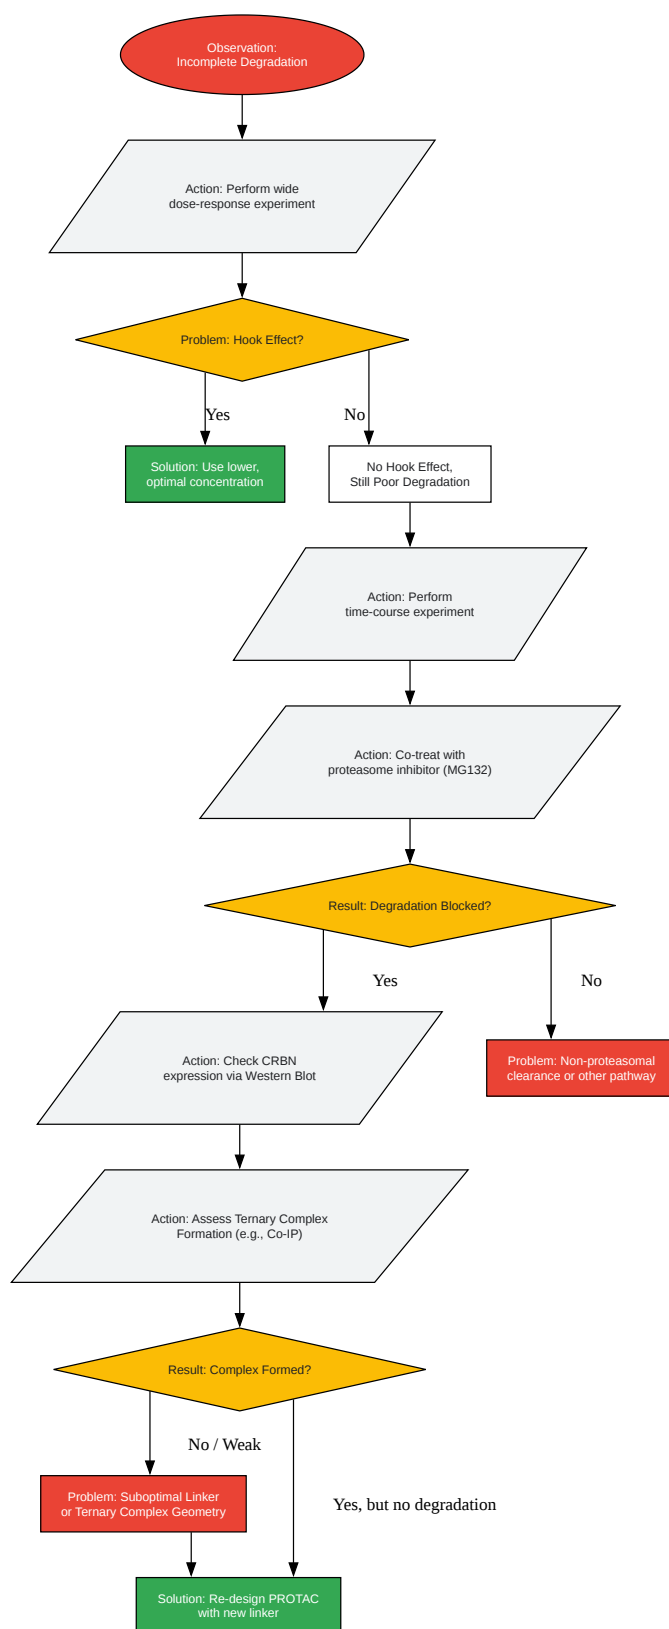 Observation:
Incomplete Degradation
Action: Perform wide
dose-response experiment
Problem: Hook Effect?
Yes
No
Solution: Use lower,
optimal concentration
No Hook Effect,
Still Poor Degradation
Action: Perform
time-course experiment
Action: Co-treat with
proteasome inhibitor (MG132)
Result: Degradation Blocked?
Yes
No
Action: Check CRBN
expression via Western Blot
Problem: Non-proteasomal
clearance or other pathway
Action: Assess Ternary Complex
Formation (e.g., Co-IP)
Result: Complex Formed?
No / Weak
Problem: Suboptimal Linker
or Ternary Complex Geometry
Yes, but no degradation
Solution: Re-design PROTAC
with new linker